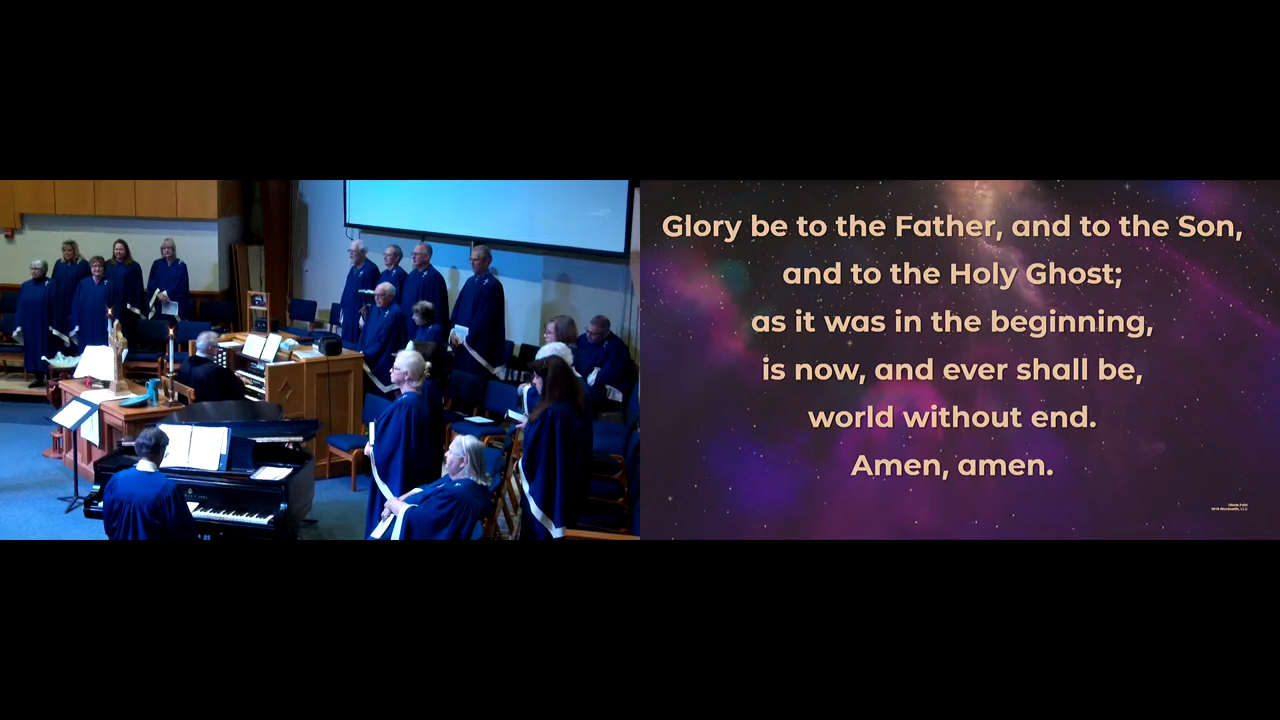 Glory be to the Father, and to the Son,
and to the Holy Ghost;
as it was in the beginning,
is now, and ever shall be,
world without end.
Amen, amen.